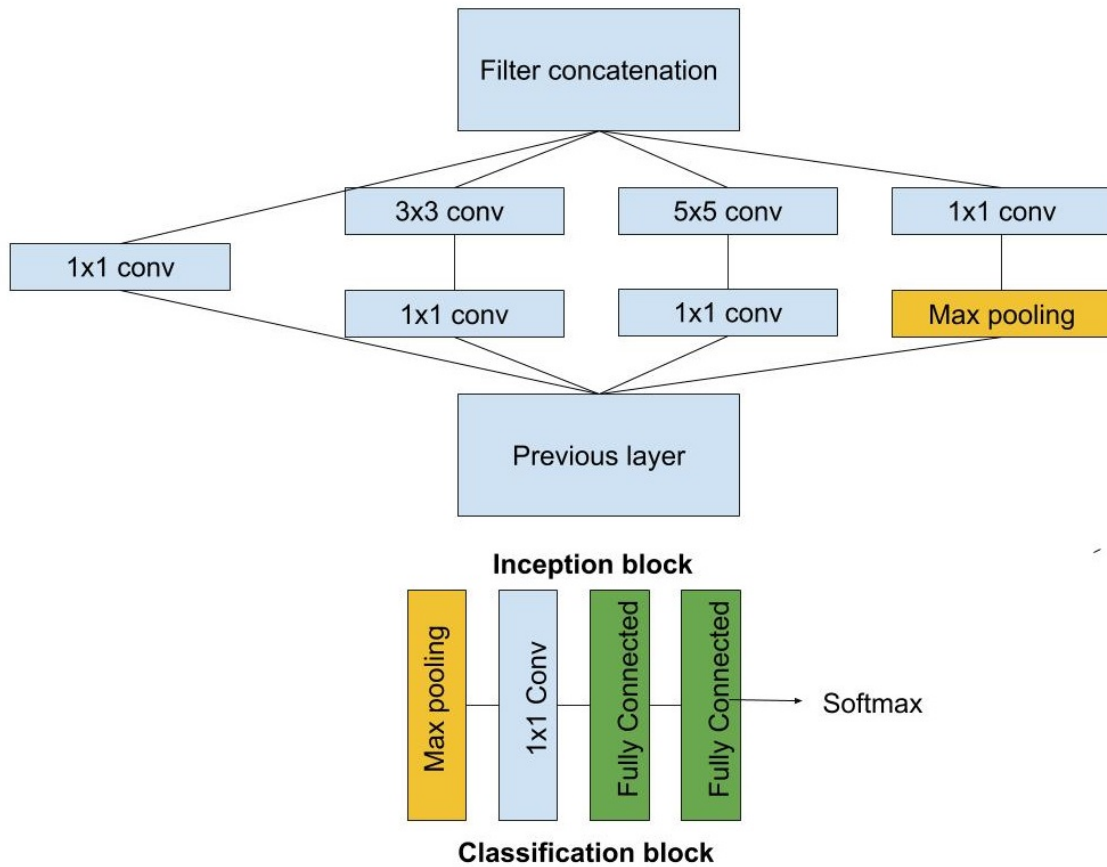 Filter concatenation
3x3 conv
5x5 conv
1x1 conv
1x1 conv
1x1 conv
1x1 conv
Max pooling
Previous layer
Inception block
Max pooling
1x1 Conv
Fully Connected
Fully Connected
Softmax
Classification block